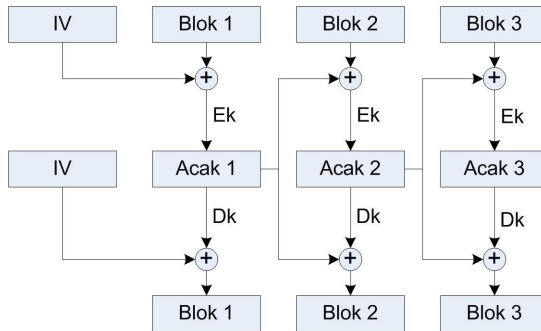 IV Blok 1 Blok 2 Blok 3
+ + +
Ek Ek Ek
IV Acak 1 Acak 2 Acak 3
Dk Dk Dk
+ + +
Blok 1 Blok 2 Blok 3